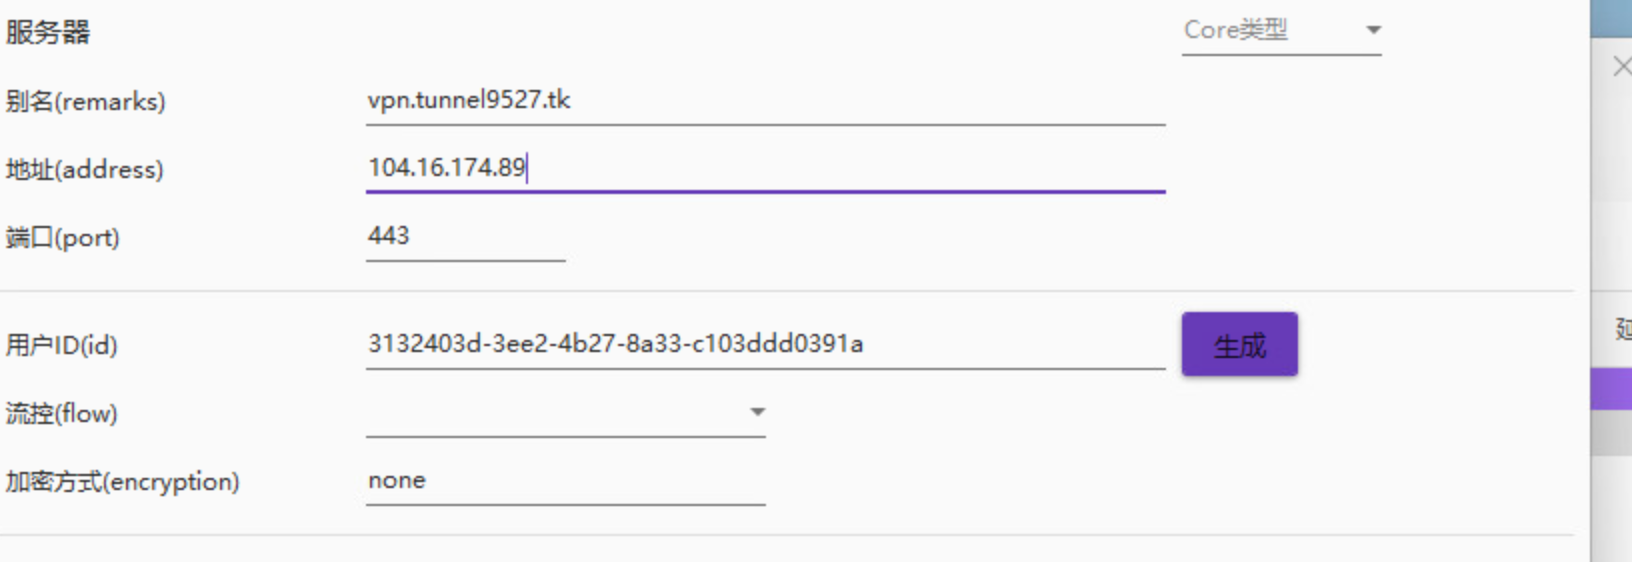 服务器 Core类型
别名(remarks) vpn.tunnel9527.tk
地址(address) 104.16.174.89
端口(port) 443
用户ID(id) 3132403d-3ee2-4b27-8a33-c103ddd0391a 生成
流控(flow)
加密方式(encryption) none